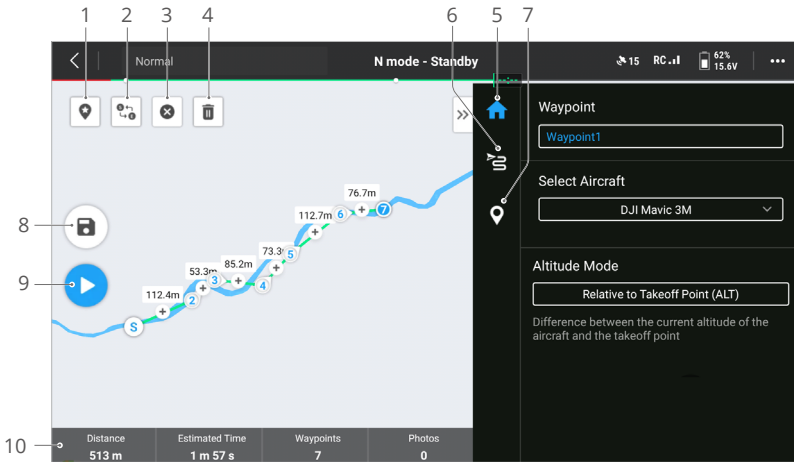 1 2 3 4 6 5 7
Normal N mode - Standby 15 RC 62%
15.6V
Waypoint
Waypoint1
Select Aircraft
DJI Mavic 3M
76.7m
112.7m 6 7
8
73.3
85.2m 5
53.3m
3 4
9
112.4m 2
S
Altitude Mode
Relative to Takeoff Point (ALT)
Difference between the current altitude of the
aircraft and the takeoff point
10
Distance Estimated Time Waypoints Photos
513 m 1 m 57 s 7 0